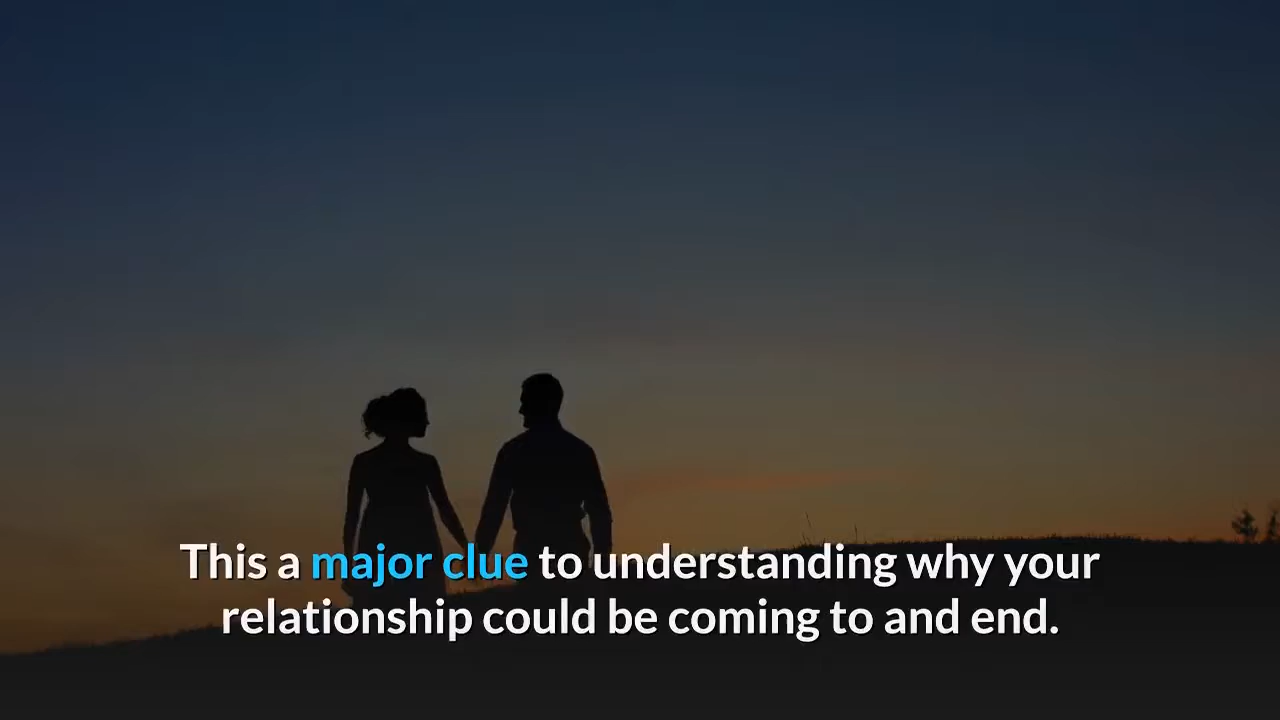 This a major clue to understanding why your
relationship could be coming to and end.